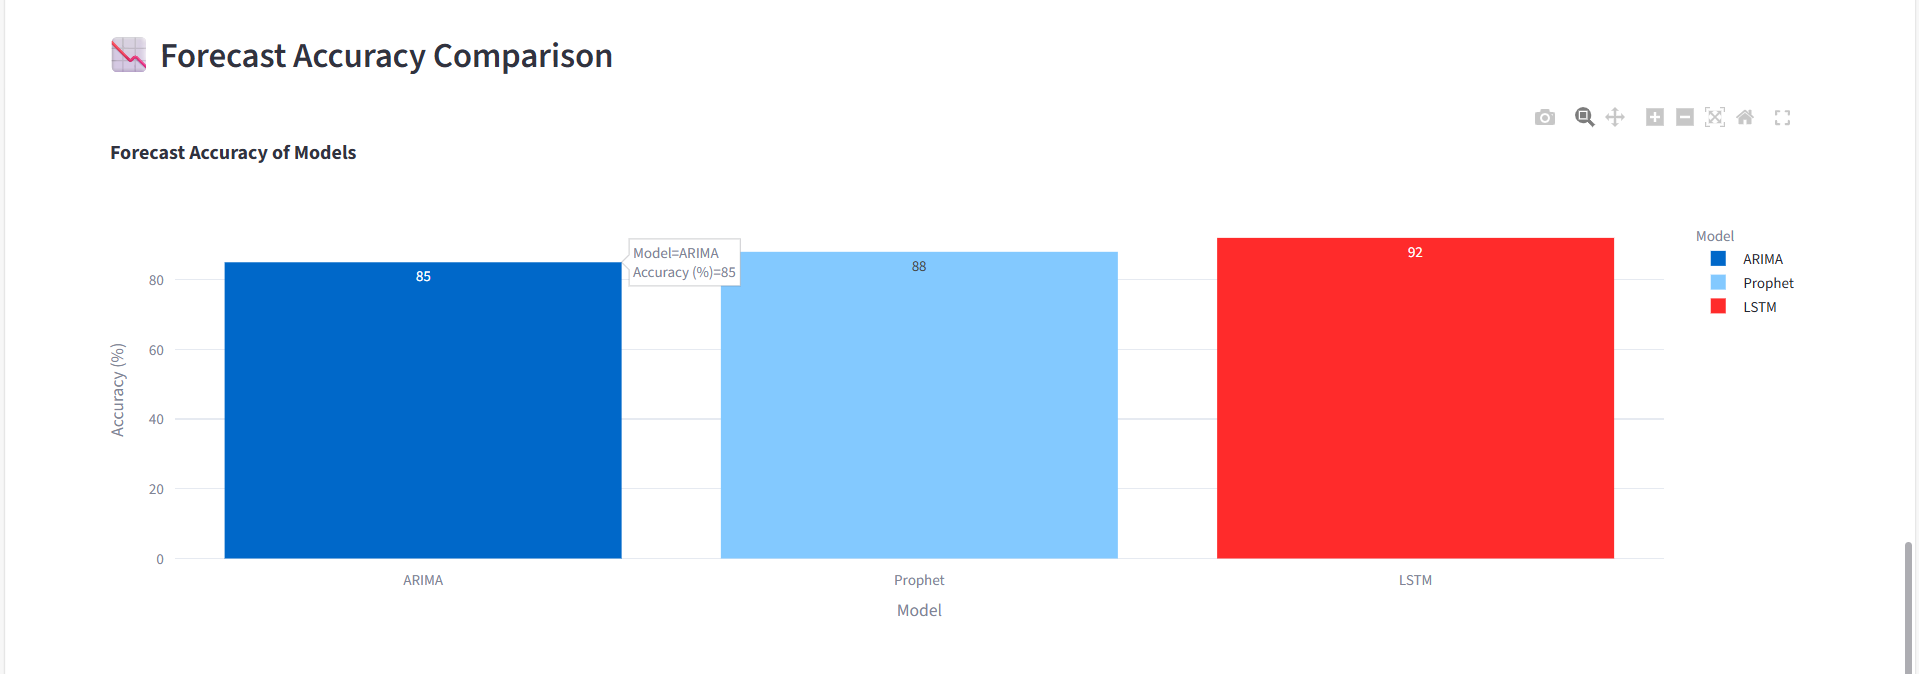 Forecast Accuracy Comparison
Forecast Accuracy of Models
Model
ARIMA
Prophet
LSTM
Accuracy (%)
80
60
40
20
0
85
Model=ARIMA
Accuracy (%)=85
88
92
ARIMA
Prophet
LSTM
Model